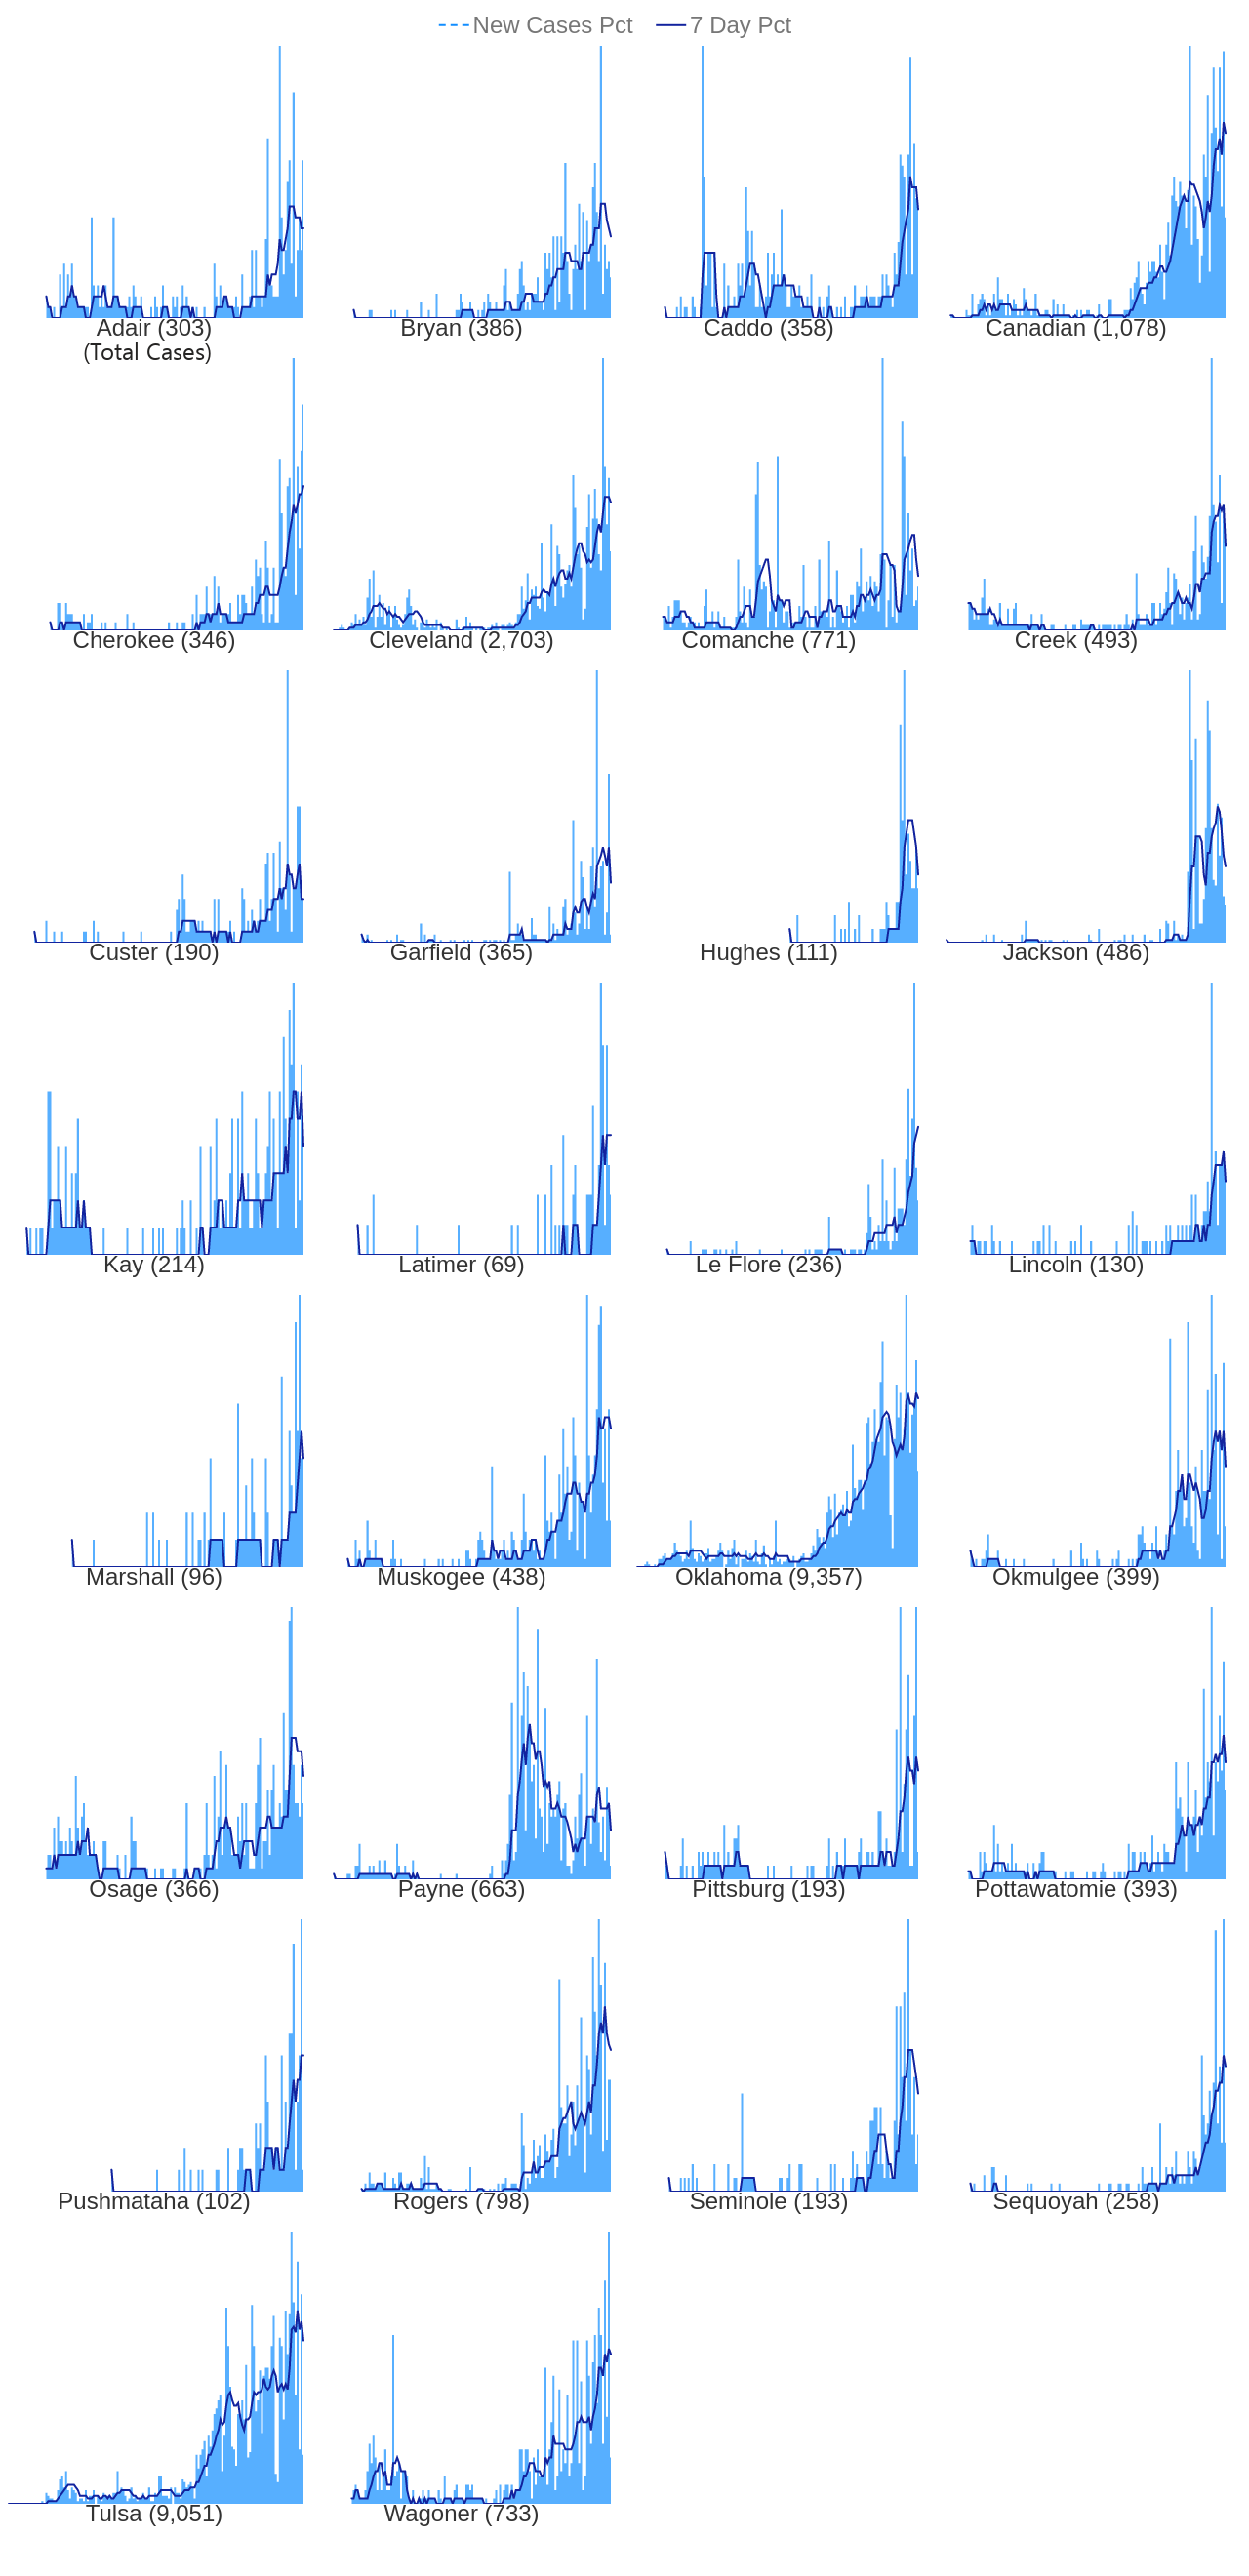 New Cases Pct 7 Day Pct
Adair (303) Bryan (386) Caddo (358) Canadian (1,078)
(Total Cases)
Cherokee (346) Cleveland (2,703) Comanche (771) Creek (493)
Custer (190) Garfield (365) Hughes (111) Jackson (486)
Kay (214) Latimer (69) Le Flore (236) Lincoln (130)
Marshall (96) Muskogee (438) Oklahoma (9,357) Okmulgee (399)
Osage (366) Payne (663) Pittsburg (193) Pottawatomie (393)
Pushmataha (102) Rogers (798) Seminole (193) Sequoyah (258)
Tulsa (9,051) Wagoner (733)